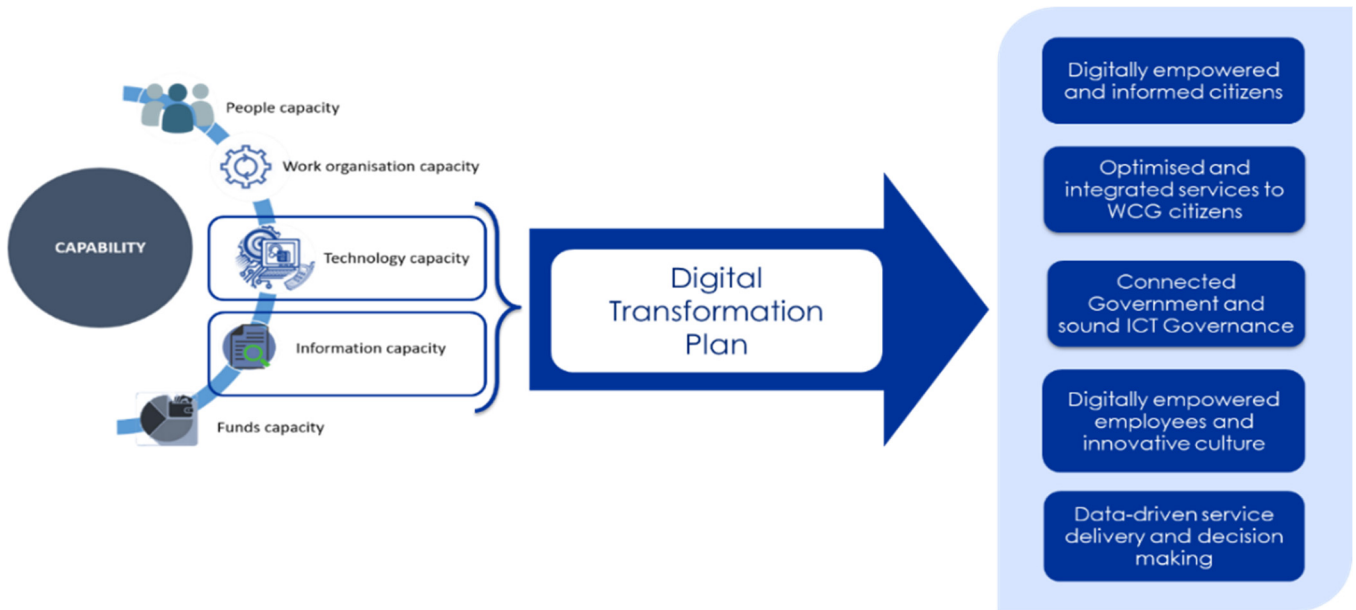 People capacity
Work organisation capacity
CAPABILITY
Technology capacity
Information capacity
Funds capacity
Digital
Transformation
Plan
Digitally empowered
and informed citizens
Optimised and
integrated services to
WCG citizens
Connected
Government and
sound ICT Governance
Digitally empowered
employees and
innovative culture
Data-driven service
delivery and decision
making